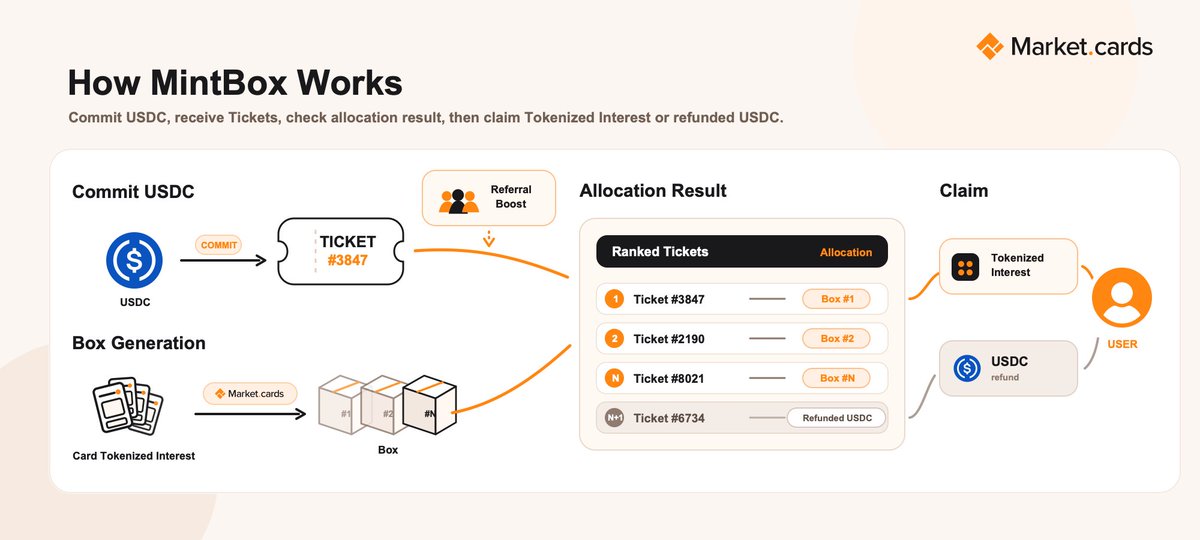 Market.cards
How MintBox Works
Commit USDC, receive Tickets, check allocation result, then claim Tokenized Interest or refunded USDC.
Commit USDC
COMMIT
USDC
TICKET
#3847
Referral
Boost
Box Generation
Card Tokenized Interest
Market.cards
#1
#2
#N
Box
Allocation Result
Ranked Tickets Allocation
1 Ticket #3847 Box #1
2 Ticket #2190 Box #2
N Ticket #8021 Box #N
N+1 Ticket #6734 Refunded USDC
Claim
Tokenized
Interest
USDC
refund
USER